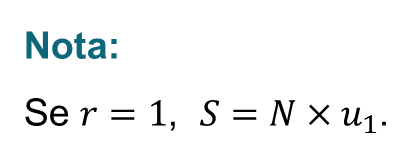 Nota:
Se r = 1, S = N × u₁.